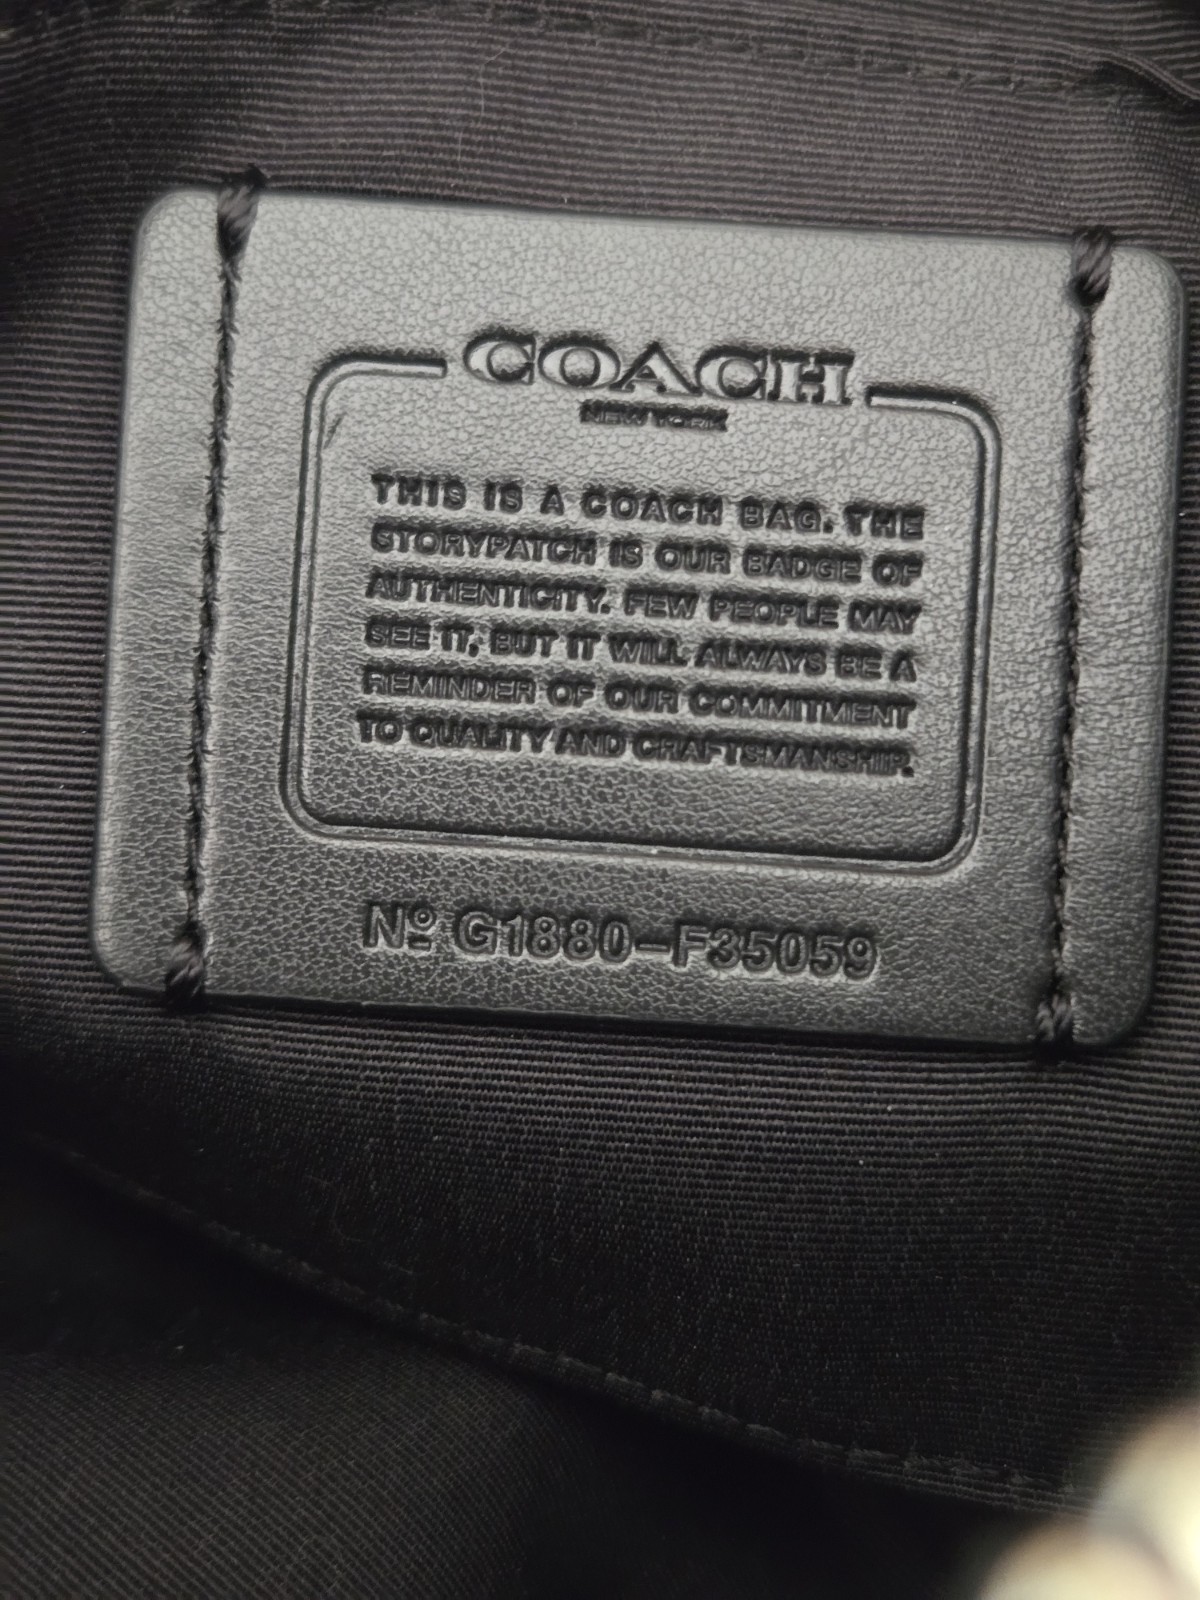 COACH
NEW YORK
THIS IS A COACH BAG. THE
STORYPATCH IS OUR BADGE OF
AUTHENTICITY. FEW PEOPLE MAY
SEE IT, BUT IT WILL ALWAYS BE A
REMINDER OF OUR COMMITMENT
TO QUALITY AND CRAFTSMANSHIP.
Nº G1880-F35059